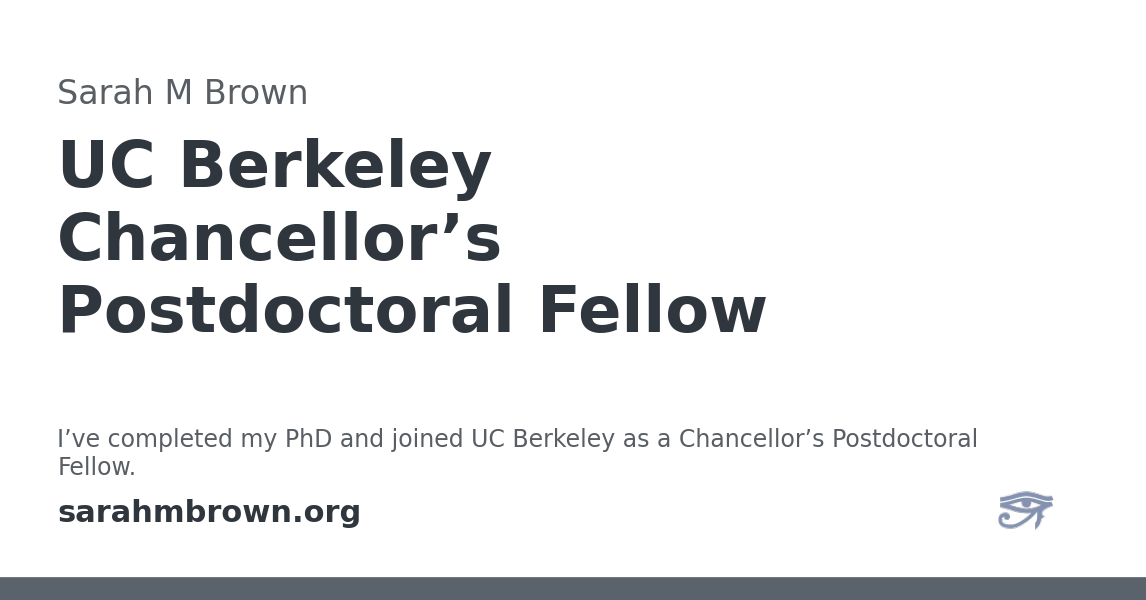 Sarah M Brown
UC Berkeley
Chancellor’s
Postdoctoral Fellow
I’ve completed my PhD and joined UC Berkeley as a Chancellor’s Postdoctoral
Fellow.
sarahmbrown.org